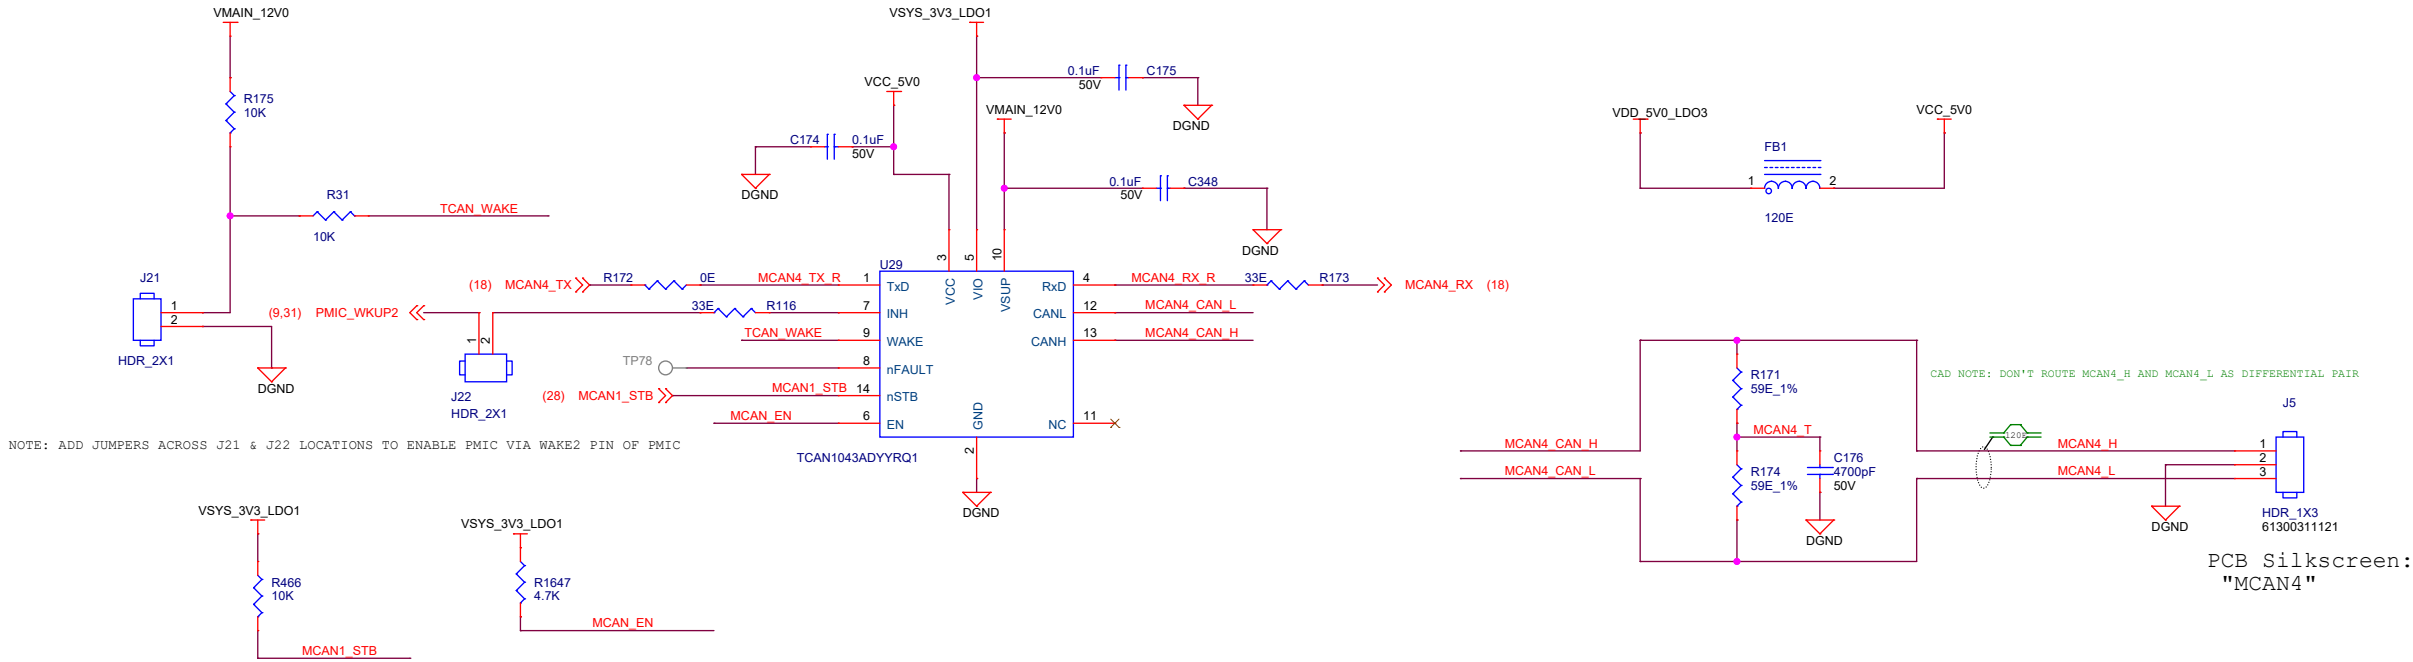 VMAIN_12V0
R175
10K
R31
10K
TCAN_WAKE
J21
1
2
HDR_2X1
DGND
VSYS_3V3_LDO1
VCC_5V0
C174
0.1uF
50V
DGND
0.1uF
50V
C175
DGND
VMAIN_12V0
0.1uF
50V
C348
DGND
(18) MCAN4_TX
R172
0E
MCAN4_TX_R
(9,31) PMIC_WKUP2
33E
R116
1
2
J22
HDR_2X1
TCAN_WAKE
TP78
(28) MCAN1_STB
MCAN1_STB
MCAN_EN
U29
3
5
10
VCC
VIO
VSUP
1
TxD
7
INH
9
WAKE
8
nFAULT
14
nSTB
6
EN
GND
2
RxD
4
CANL
12
CANH
13
NC
11
TCAN1043ADYYRQ1
DGND
MCAN4_RX_R
33E
R173
MCAN4_RX (18)
MCAN4_CAN_L
MCAN4_CAN_H
NOTE: ADD JUMPERS ACROSS J21 & J22 LOCATIONS TO ENABLE PMIC VIA WAKE2 PIN OF PMIC
VSYS_3V3_LDO1
R466
10K
MCAN1_STB
VSYS_3V3_LDO1
R1647
4.7K
MCAN_EN
VDD_5V0_LDO3
VCC_5V0
FB1
1
2
120E
MCAN4_CAN_H
MCAN4_CAN_L
R171
59E_1%
MCAN4_T
R174
59E_1%
C176
4700pF
50V
DGND
CAD NOTE: DON'T ROUTE MCAN4_H AND MCAN4_L AS DIFFERENTIAL PAIR
120E
MCAN4_H
MCAN4_L
J5
1
2
3
DGND
HDR_1X3
61300311121
PCB Silkscreen:
"MCAN4"